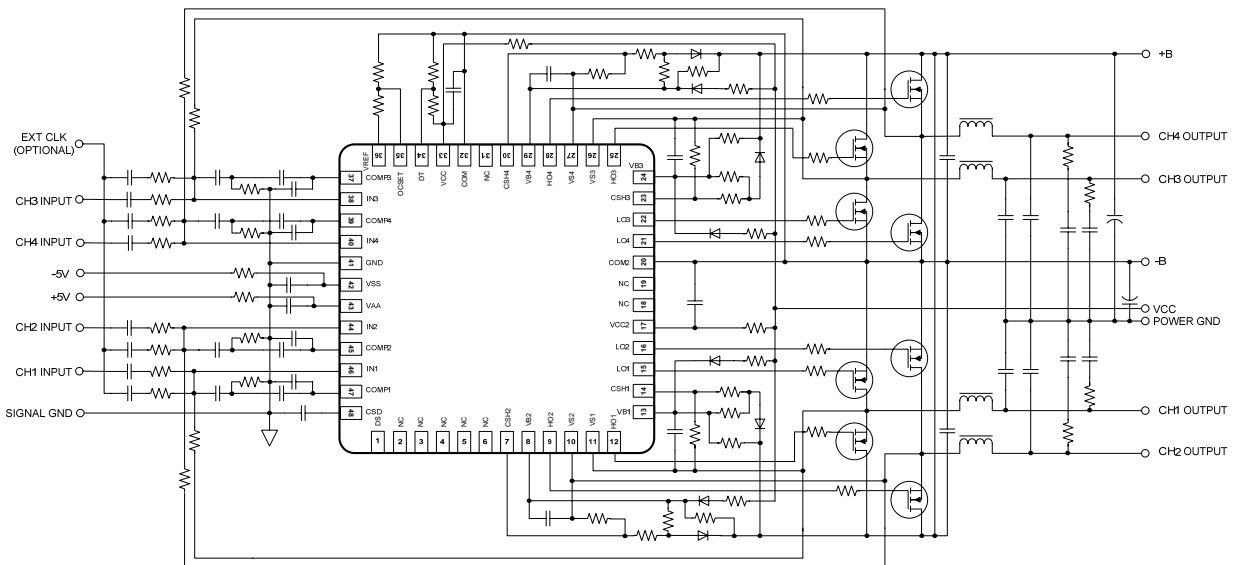 EXT CLK
(OPTIONAL)
CH3 INPUT
CH4 INPUT
-5V
+5V
CH2 INPUT
CH1 INPUT
SIGNAL GND
36 VREF
35 OCSET
34 DT
33 VCC
32 COM
31 NC
30 CSH4
29 VB4
28 HO4
27 VS4
26 VS3
25 HO3
37 COMP3
38 IN3
39 COMP4
40 IN4
41 GND
42 VSS
43 VAA
44 IN2
45 COMP2
46 IN1
47 COMP1
48 CSD
VB3 24
CSH3 23
LO3 22
LO4 21
COM2 20
NC 19
NC 18
VCC2 17
LO2 16
LO1 15
CSH1 14
VB1 13
DS 1
NC 2
NC 3
NC 4
NC 5
NC 6
CSH2 7
VB2 8
HO2 9
VS2 10
VS1 11
HO1 12
+B
CH4 OUTPUT
CH3 OUTPUT
-B
VCC
POWER GND
CH1 OUTPUT
CH2 OUTPUT